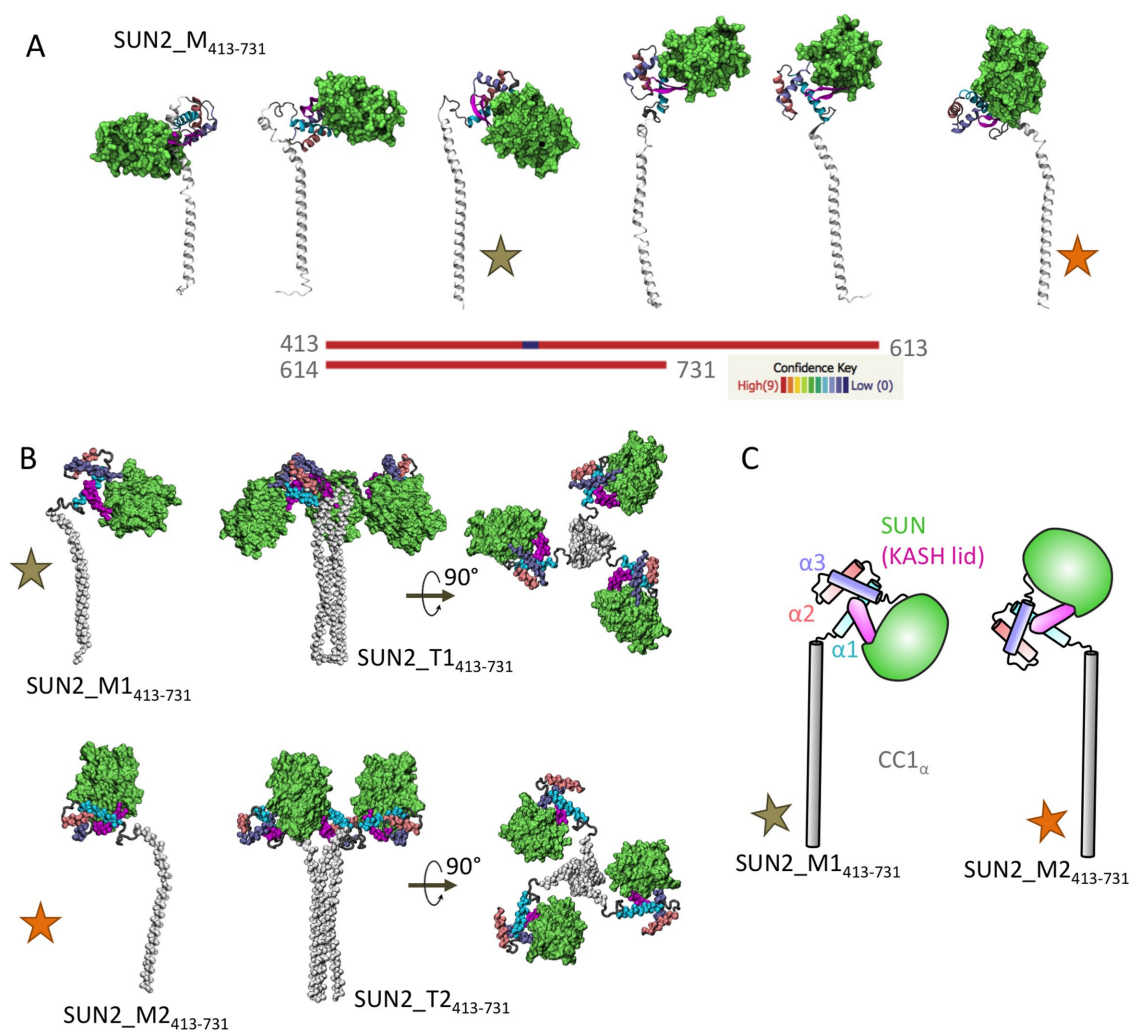 A
SUN2_M413-731
413
613
614
731
Confidence Key
High(9) Low (0)
B
SUN2_M1413-731
90°
SUN2_T1413-731
SUN2_M2413-731
90°
SUN2_T2413-731
C
SUN
(KASH lid)
α3
α2
α1
CC1α
SUN2_M1413-731
SUN2_M2413-731